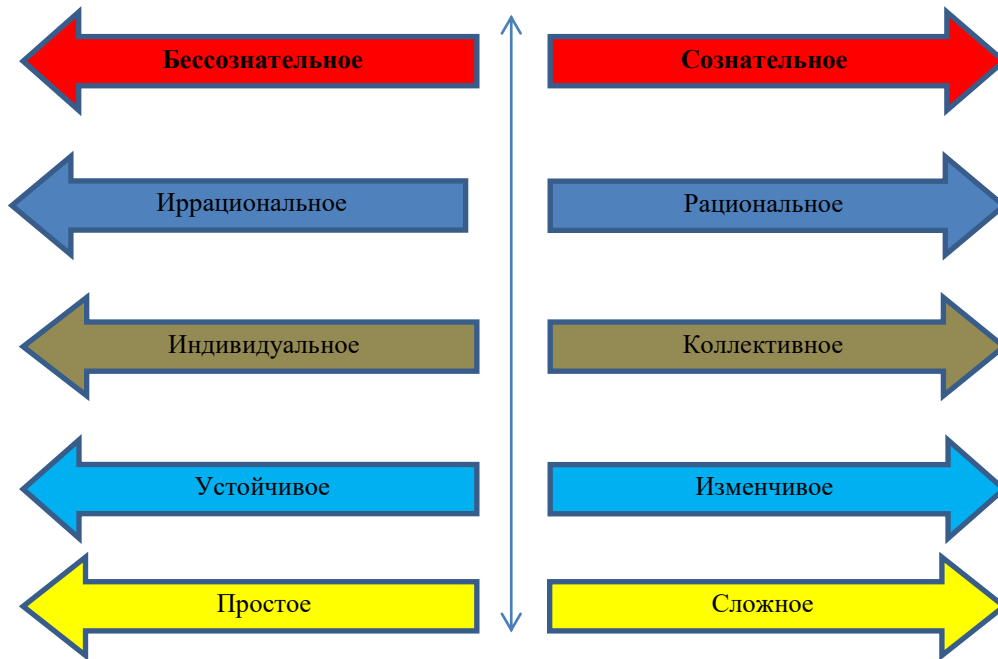 Бессознательное
Сознательное
Иррациональное
Рациональное
Индивидуальное
Коллективное
Устойчивое
Изменчивое
Простое
Сложное